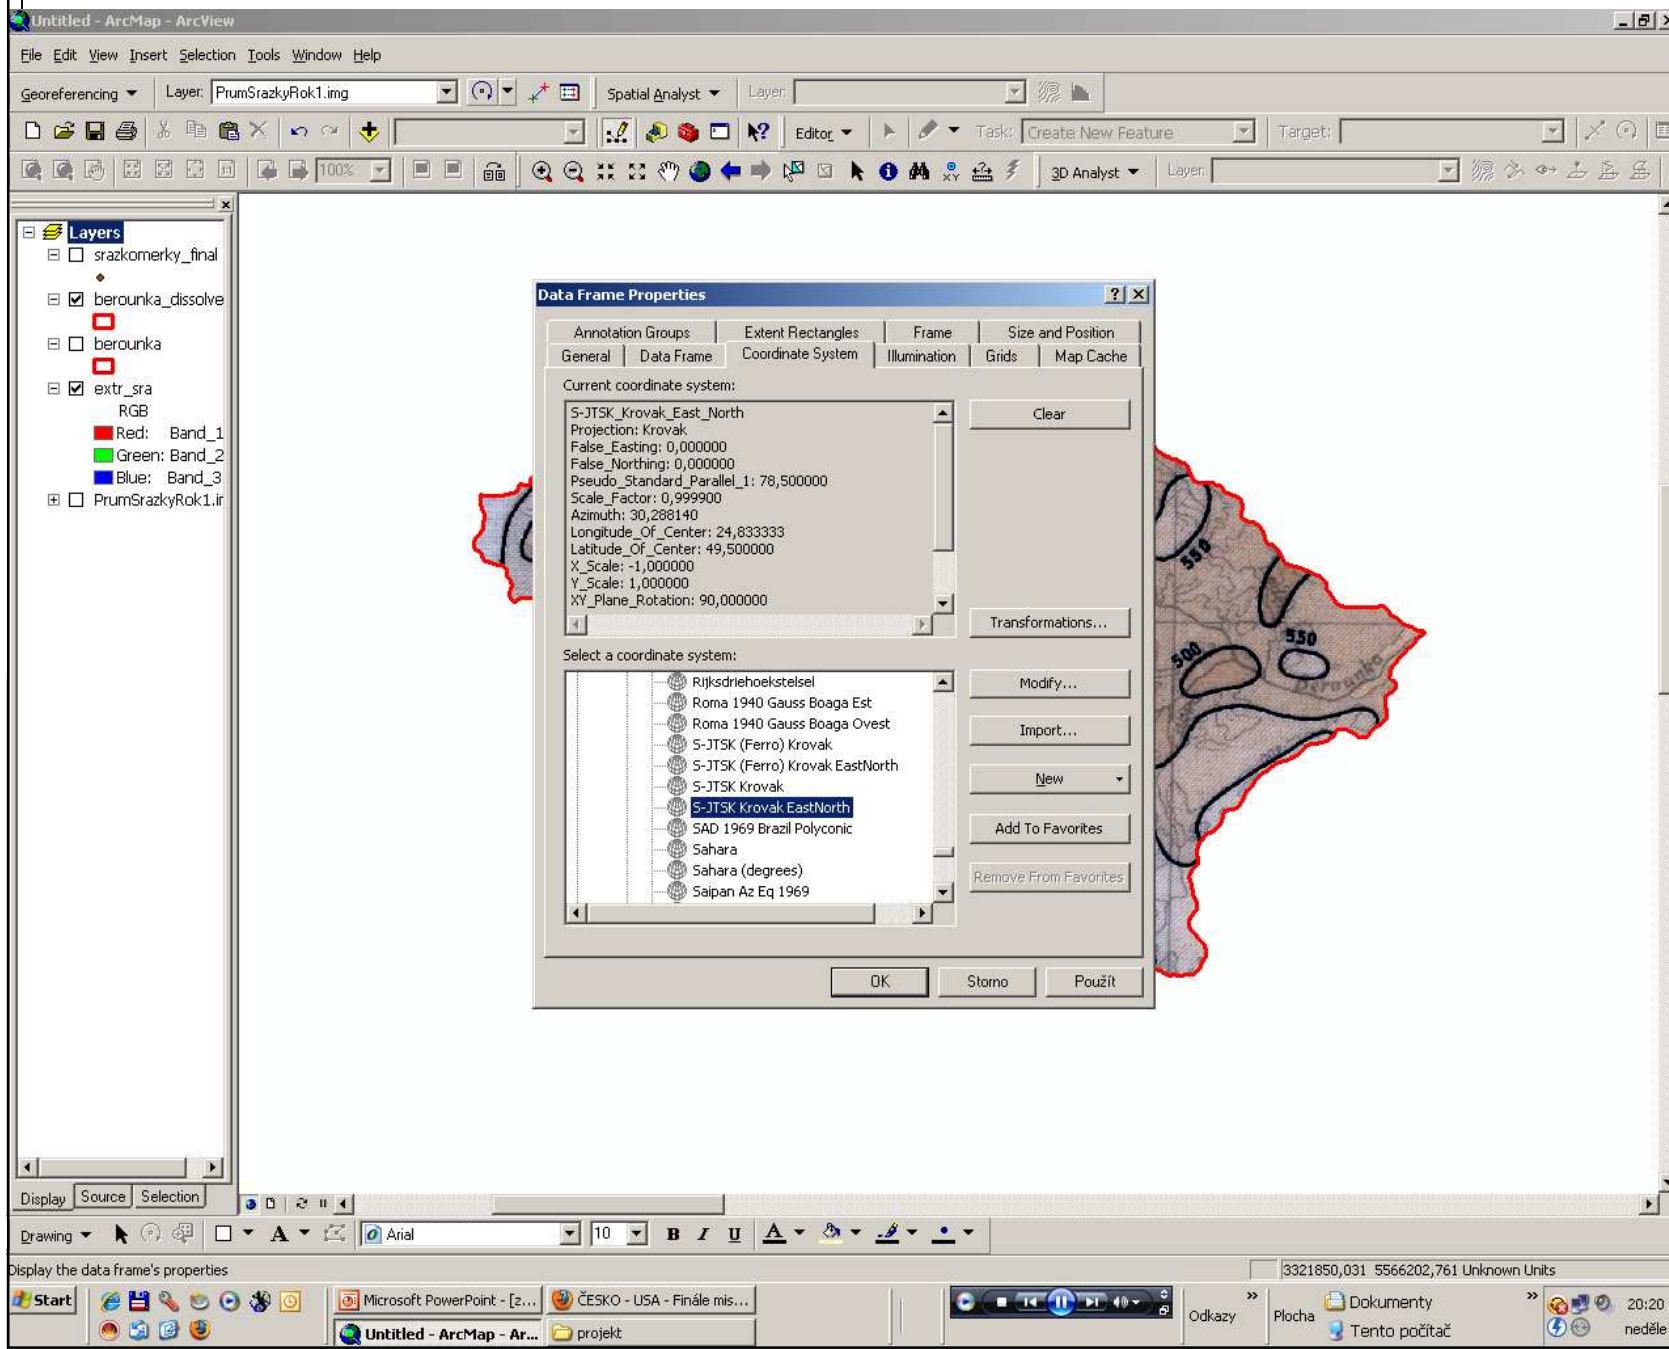 Untitled - ArcMap - ArcView
File Edit View Insert Selection Tools Window Help
Georeferencing Layer: PrumSrazkyRok1.img Spatial Analyst Layer:
Editor Task: Create New Feature Target:
100% 3D Analyst Layer:
Layers
srazkomerky_final
berounka_dissolve
berounka
extr_sra
RGB
Red: Band_1
Green: Band_2
Blue: Band_3
PrumSrazkyRok1.ir
Display Source Selection
Data Frame Properties
Annotation Groups Extent Rectangles Frame Size and Position
General Data Frame Coordinate System Illumination Grids Map Cache
Current coordinate system:
S-JTSK_Krovak_East_North
Projection: Krovak
False_Easting: 0,000000
False_Northing: 0,000000
Pseudo_Standard_Parallel_1: 78,500000
Scale_Factor: 0,999900
Azimuth: 30,288140
Longitude_Of_Center: 24,833333
Latitude_Of_Center: 49,500000
X_Scale: -1,000000
Y_Scale: 1,000000
XY_Plane_Rotation: 90,000000
Clear
Transformations...
Select a coordinate system:
Rijksdriehoekstelsel
Roma 1940 Gauss Boaga Est
Roma 1940 Gauss Boaga Ovest
S-JTSK (Ferro) Krovak
S-JTSK (Ferro) Krovak EastNorth
S-JTSK Krovak
S-JTSK Krovak EastNorth
SAD 1969 Brazil Polyconic
Sahara
Sahara (degrees)
Saipan Az Eq 1969
Modify...
Import...
New
Add To Favorites
Remove From Favorites
OK Storno Použít
550
550
500
Berounka
Drawing A Arial 10 B I U A
Display the data frame's properties
3321850,031 5566202,761 Unknown Units
Start
Microsoft PowerPoint - [z...
ČESKO - USA - Finále mis...
Untitled - ArcMap - Ar...
projekt
Odkazy
Plocha
Dokumenty
Tento počítač
20:20
neděle